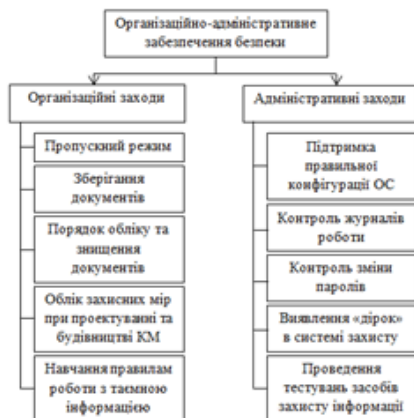 Організаційно-адміністративне
забезпечення безпеки
Організаційні заходи
Пропускний режим
Зберігання
документів
Порядок обліку та
знищення
документів
Облік захисних мір
при проектуванні та
будівництві КМ
Навчання правилам
роботи з таємною
інформацією
Адміністративні заходи
Підтримка
правильної
конфігурації ОС
Контроль журналів
роботи
Контроль зміни
паролів
Виявлення «дірок»
в системі захисту
Проведення
тестувань засобів
захисту інформації